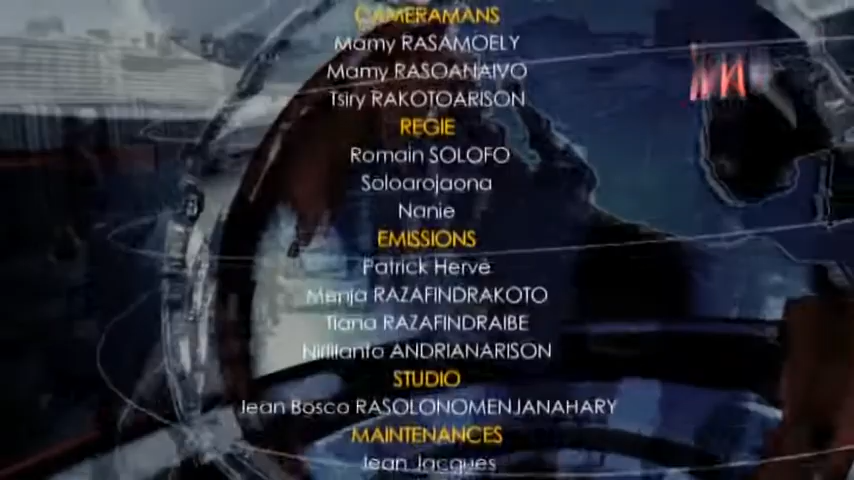 CAMERAMANS
Mamy RASAMOELY
Mamy RASOANAIVO
Tsiry RAKOTOARISON
REGIE
Romain SOLOFO
Soloarojaona
Nanie
EMISSIONS
Patrick Hervé
Menja RAZAFINDRAKOTO
Tiana RAZAFINDRAIBE
ANDRIANARISON
STUDIO
Jean Bosco RASOLONOMENJANAHARY
MAINTENANCES
Jean Jacques